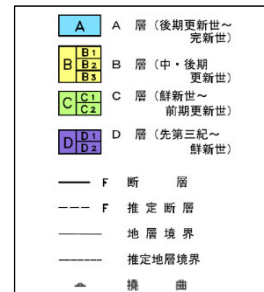 A A 層(後期更新世~
完新世)
B B1 B2 B3 B 層(中・後期
更新世)
C C1 C2 C 層(鮮新世~
前期更新世)
D D1 D2 D 層(先第三紀~
鮮新世)
F 断層
F 推定断層
地層境界
推定地層境界
撓曲